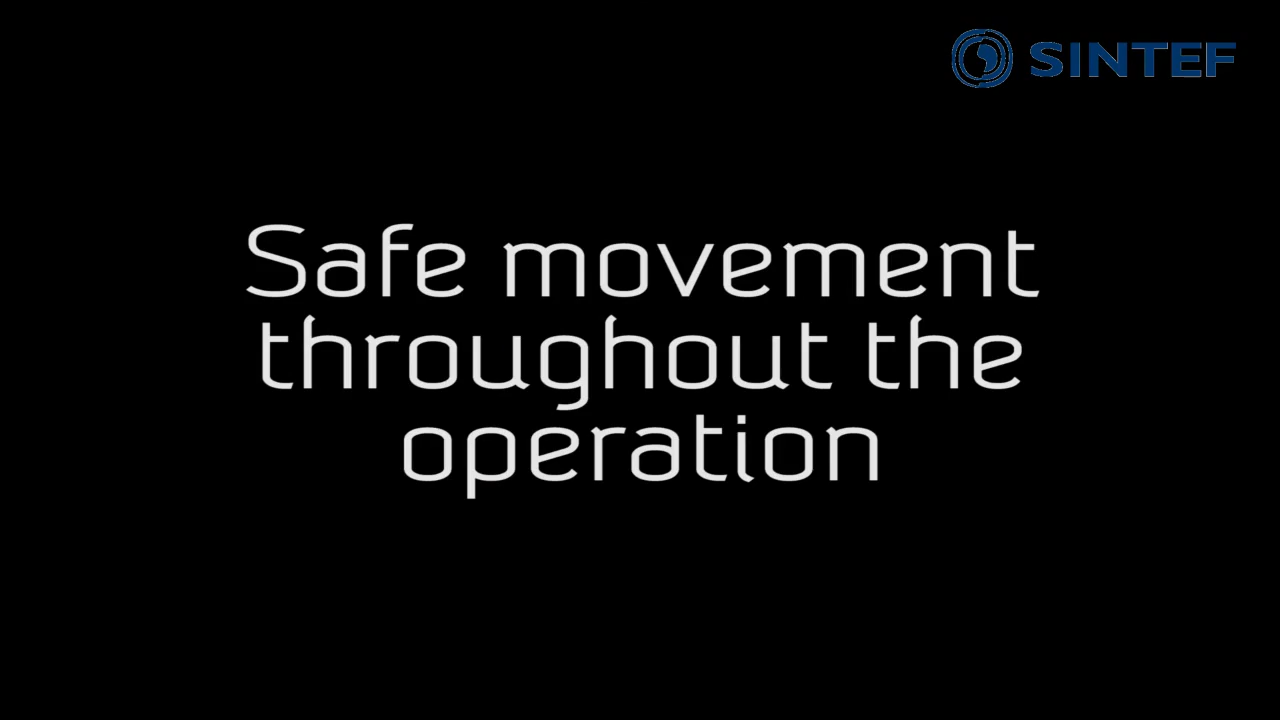 SINTEF
Safe movement
throughout the
operation